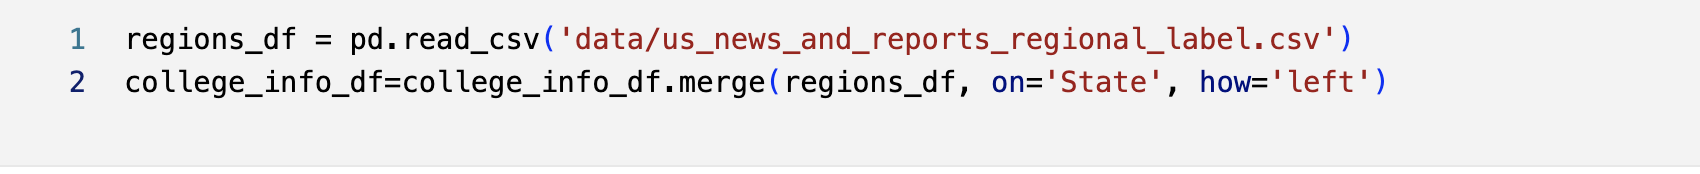 1 regions_df = pd.read_csv('data/us_news_and_reports_regional_label.csv')
2 college_info_df=college_info_df.merge(regions_df, on='State', how='left')